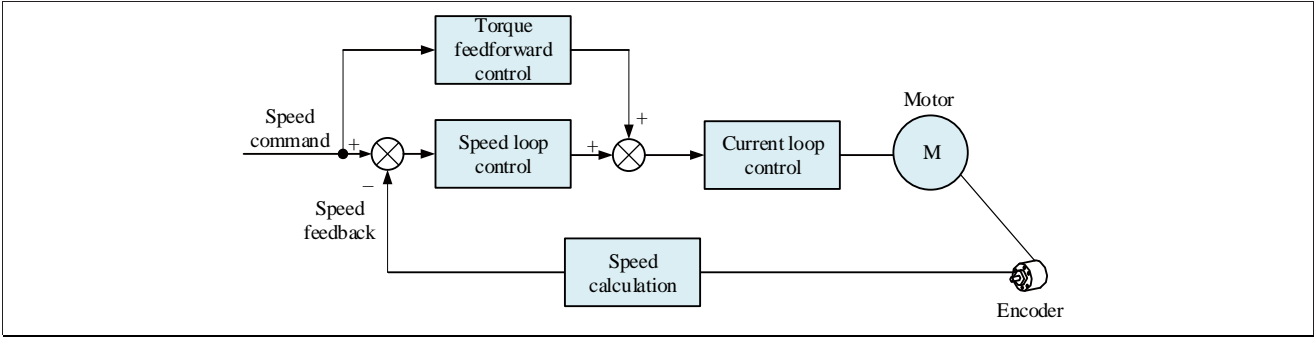 Torque
feedforward
control
Speed
command
+
+
Speed loop
control
+
Current loop
control
Motor
M
−
Speed
feedback
Speed
calculation
Encoder